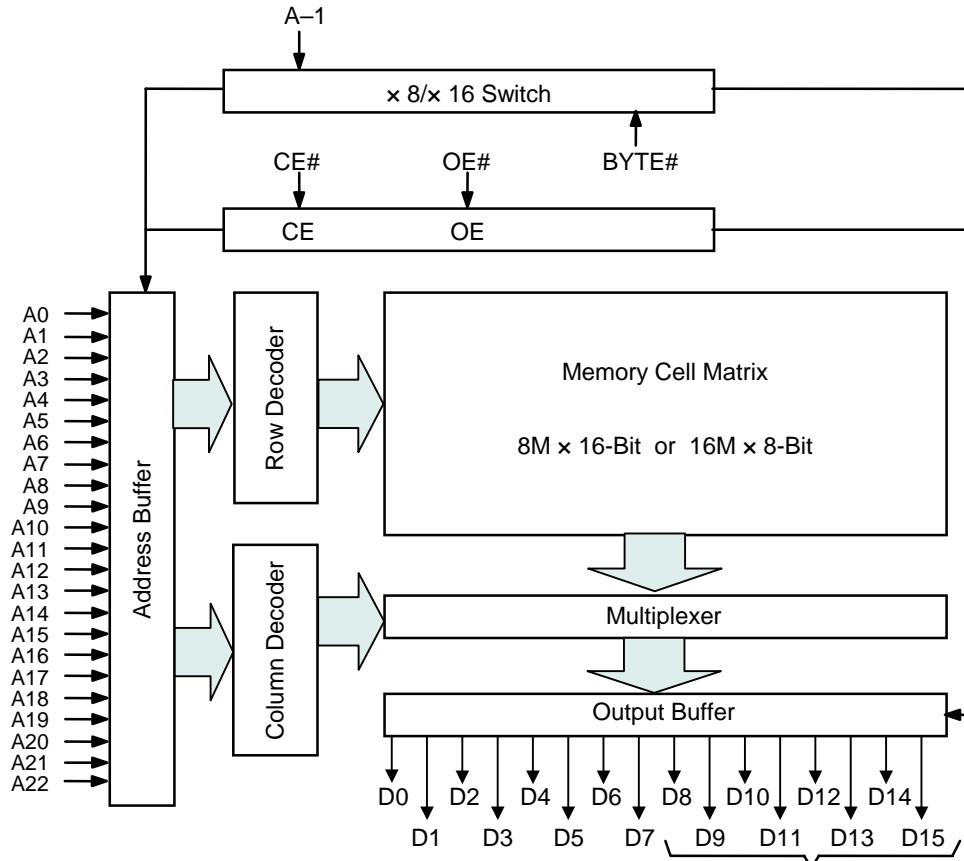 A–1
× 8/× 16 Switch
CE#
OE#
BYTE#
CE
OE
A0
A1
A2
A3
A4
A5
A6
A7
A8
A9
A10
A11
A12
A13
A14
A15
A16
A17
A18
A19
A20
A21
A22
Address Buffer
Row Decoder
Column Decoder
Memory Cell Matrix
8M × 16-Bit or 16M × 8-Bit
Multiplexer
Output Buffer
D0 D2 D4 D6 D8 D10 D12 D14
D1 D3 D5 D7 D9 D11 D13 D15